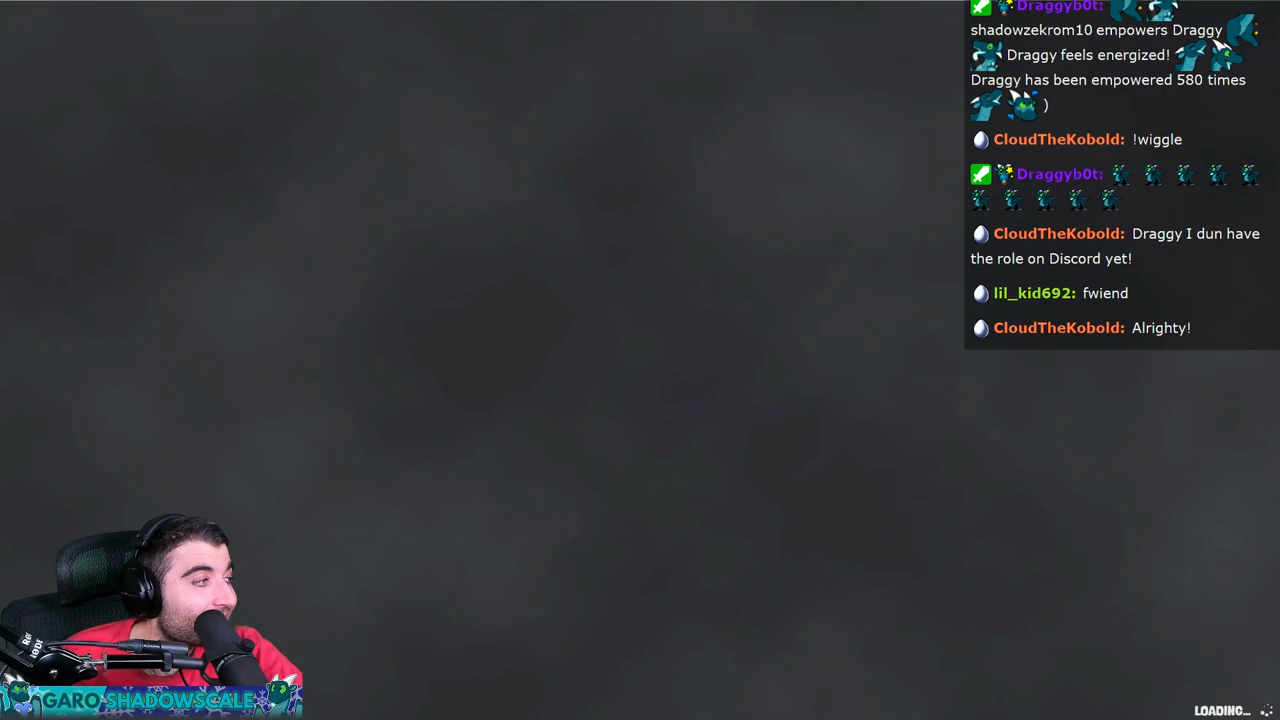 Draggyb0t:
shadowzekrom10 empowers Draggy
Draggy feels energized!
Draggy has been empowered 580 times
)
CloudTheKobold: !wiggle
Draggyb0t:
CloudTheKobold: Draggy I dun have
the role on Discord yet!
lil_kid692: fwiend
CloudTheKobold: Alrighty!
RODE
GARO SHADOWSCALE
LOADING...